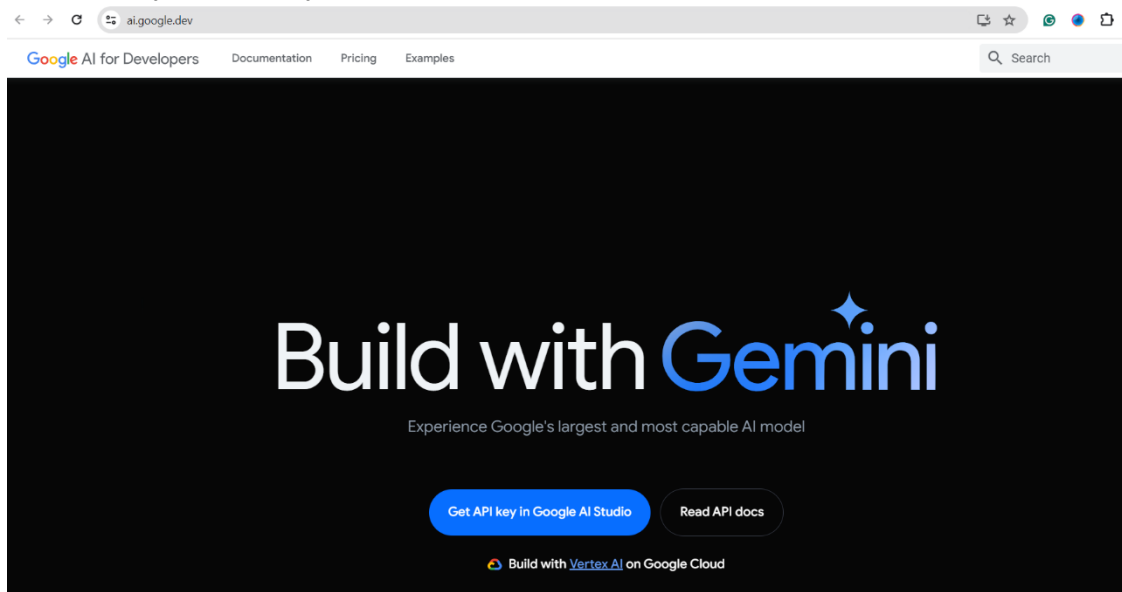 ai.google.dev
Google AI for Developers Documentation Pricing Examples Search
Build with Gemini
Experience Google's largest and most capable AI model
Get API key in Google AI Studio Read API docs
Build with Vertex AI on Google Cloud